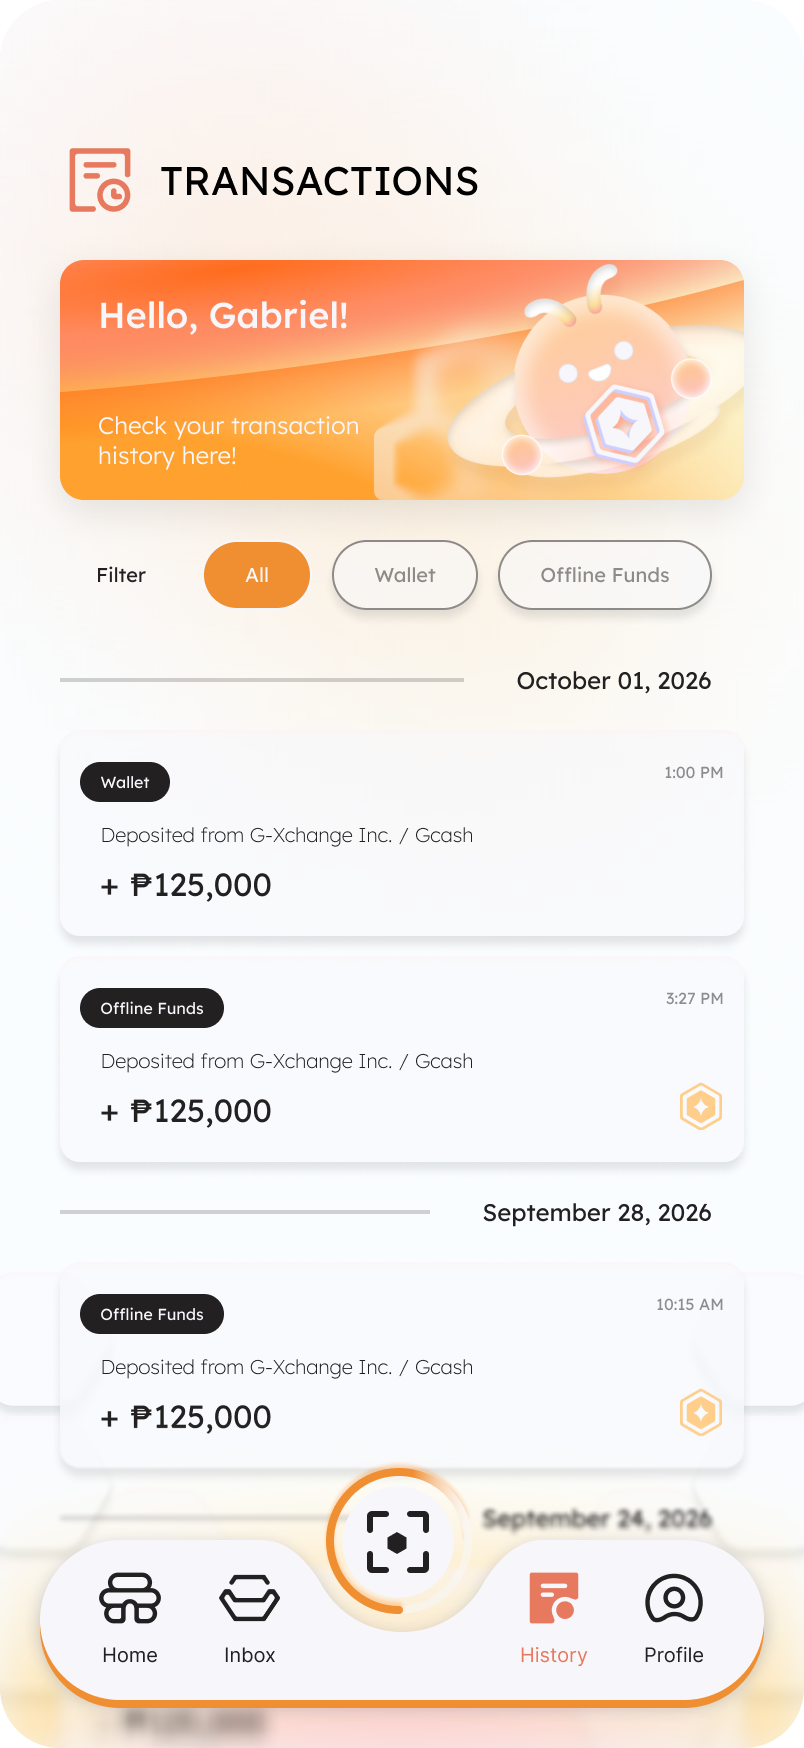 TRANSACTIONS
Hello, Gabriel!
Check your transaction
history here!
Filter
All
Wallet
Offline Funds
October 01, 2026
Wallet
1:00 PM
Deposited from G-Xchange Inc. / Gcash
+ ₱125,000
Offline Funds
3:27 PM
Deposited from G-Xchange Inc. / Gcash
+ ₱125,000
September 28, 2026
Offline Funds
10:15 AM
Deposited from G-Xchange Inc. / Gcash
+ ₱125,000
September 24, 2026
Home
Inbox
History
Profile